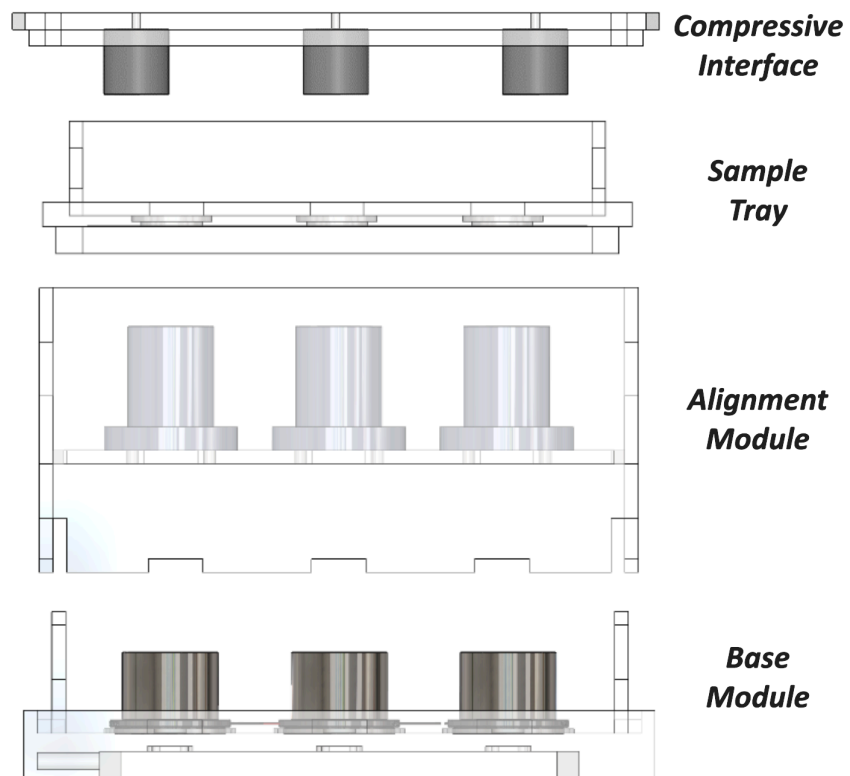 Compressive
Interface
Sample
Tray
Alignment
Module
Base
Module